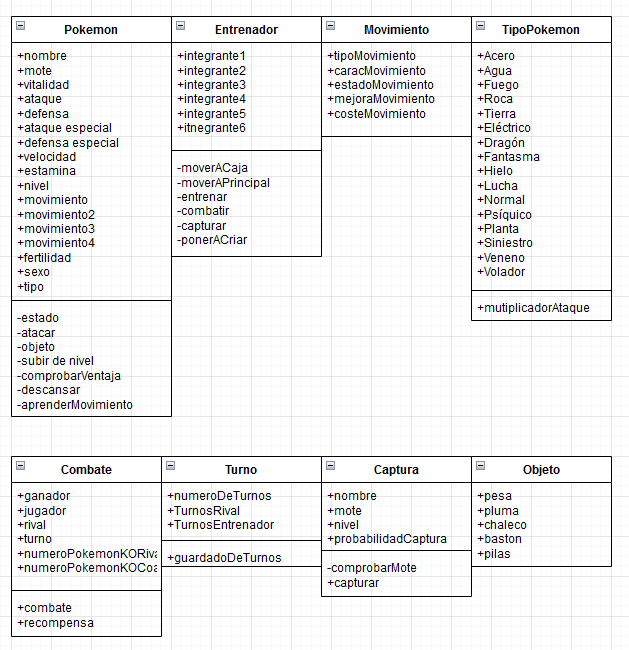 Pokemon
+nombre
+mote
+vitalidad
+ataque
+defensa
+ataque especial
+defensa especial
+velocidad
+estamina
+nivel
+movimiento
+movimiento2
+movimiento3
+movimiento4
+fertilidad
+sexo
+tipo
-estado
-atacar
-objeto
-subir de nivel
-comprobarVentaja
-descansar
-aprenderMovimiento
Entrenador
+integrante1
+integrante2
+integrante3
+integrante4
+integrante5
+itnegrante6
-moverACaja
-moverAPrincipal
-entrenar
-combatir
-capturar
-ponerACriar
Movimiento
+tipoMovimiento
+caracMovimiento
+estadoMovimiento
+mejoraMovimiento
+costeMovimiento
TipoPokemon
+Acero
+Agua
+Fuego
+Roca
+Tierra
+Eléctrico
+Dragón
+Fantasma
+Hielo
+Lucha
+Normal
+Psíquico
+Planta
+Siniestro
+Veneno
+Volador
+mutiplicadorAtaque
Combate
+ganador
+jugador
+rival
+turno
+numeroPokemonKORiva
+numeroPokemonKOCoa
+combate
+recompensa
Turno
+numeroDeTurnos
+TurnosRival
+TurnosEntrenador
+guardadoDeTurnos
Captura
+nombre
+mote
+nivel
+probabilidadCaptura
-comprobarMote
+capturar
Objeto
+pesa
+pluma
+chaleco
+baston
+pilas